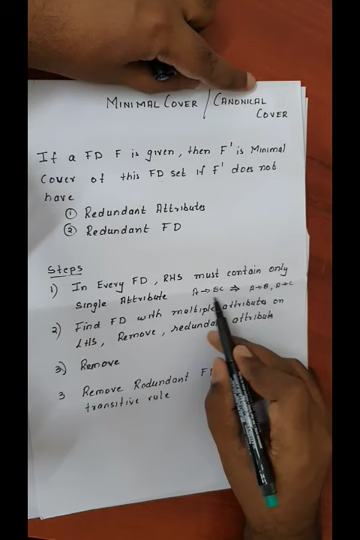 MINIMAL COVER / CANONICAL
COVER
If a FD F is given, then F' is Minimal
Cover of this FD set if F' does not
have
① Redundant Attributes
② Redundant FD
Steps
1) In Every FD, RHS must contain only
single Attribute A → BC ⇒ A→B, A→C
2) Find FD with multiple attribute on
LHS, Remove, redundant attribute
3) Remove
3 Remove Redundant
transitive rule